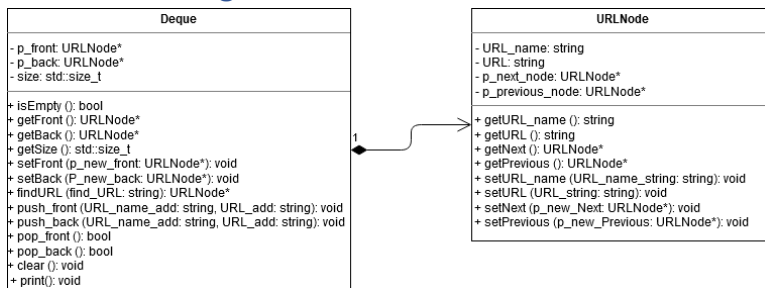 Deque
- p_front: URLNode*
- p_back: URLNode*
- size: std::size_t
+ isEmpty (): bool
+ getFront (): URLNode*
+ getBack (): URLNode*
+ getSize (): std::size_t
+ setFront (p_new_front: URLNode*): void
+ setBack (P_new_back: URLNode*): void
+ findURL (find_URL: string): URLNode*
+ push_front (URL_name_add: string, URL_add: string): void
+ push_back (URL_name_add: string, URL_add: string): void
+ pop_front (): bool
+ pop_back (): bool
+ clear (): void
+ print(): void
1
URLNode
- URL_name: string
- URL: string
- p_next_node: URLNode*
- p_previous_node: URLNode*
+ getURL_name (): string
+ getURL (): string
+ getNext (): URLNode*
+ getPrevious (): URLNode*
+ setURL_name (URL_name_string: string): void
+ setURL (URL_string: string): void
+ setNext (p_new_Next: URLNode*): void
+ setPrevious (p_new_Previous: URLNode*): void